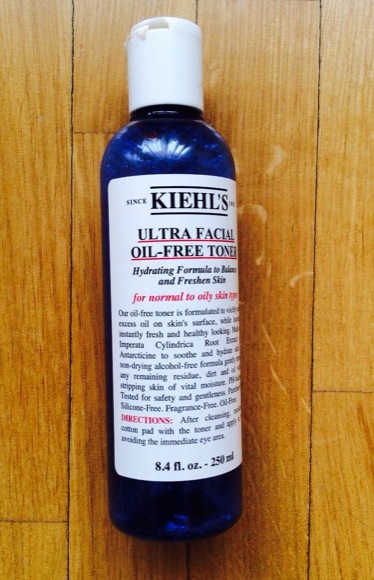 SINCE KIEHL'S
ULTRA FACIAL
OIL-FREE TONER
Hydrating Formula to Balance
and Freshen Skin
for normal to oily skin types
Our oil-free toner is formulated to visibly
excess oil on skin's surface, while
instantly fresh and healthy looking.
Imperata Cylindrica Root Extract
Antarcticine to soothe and hydrate
non-drying alcohol-free formula gently
any remaining residue, dirt and oil
stripping skin of vital moisture.
Tested for safety and gentleness.
Silicone-Free. Fragrance-Free. Oil-Free.
DIRECTIONS: After cleansing,
cotton pad with the toner and apply
avoiding the immediate eye area.
8.4 fl. oz. - 250 ml